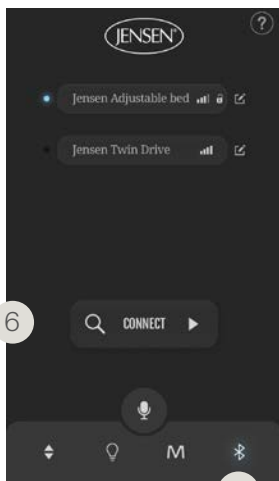 JENSEN®
?
Jensen Adjustable bed
Jensen Twin Drive
6
CONNECT
M